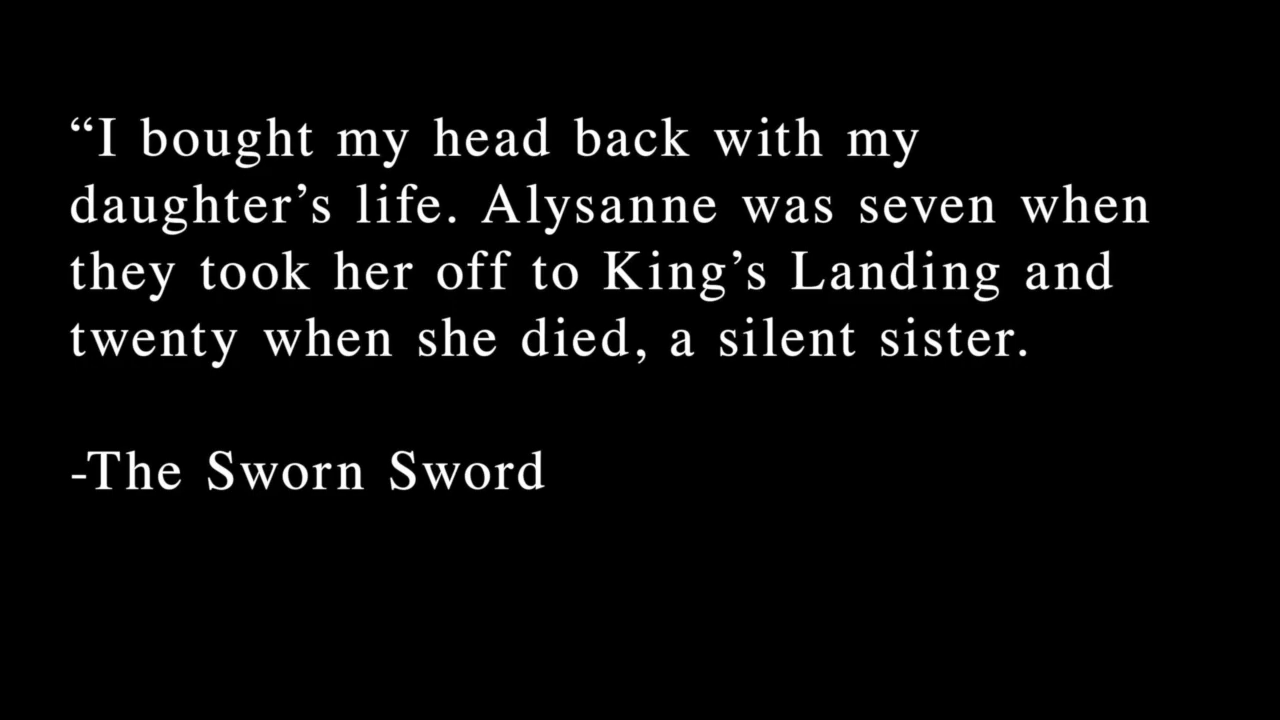 “I bought my head back with my
daughter’s life. Alysanne was seven when
they took her off to King’s Landing and
twenty when she died, a silent sister.
-The Sworn Sword